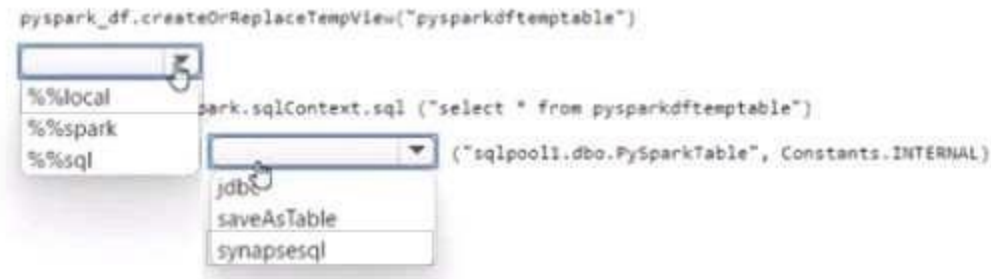 pyspark_df.createOrReplaceTempView("pysparkdftemptable")
%%local
park.sqlContext.sql ("select * from pysparkdftemptable")
%%spark
%%sql
("sqlpool1.dbo.PySparkTable", Constants.INTERNAL)
jdbc
saveAsTable
synapsesql